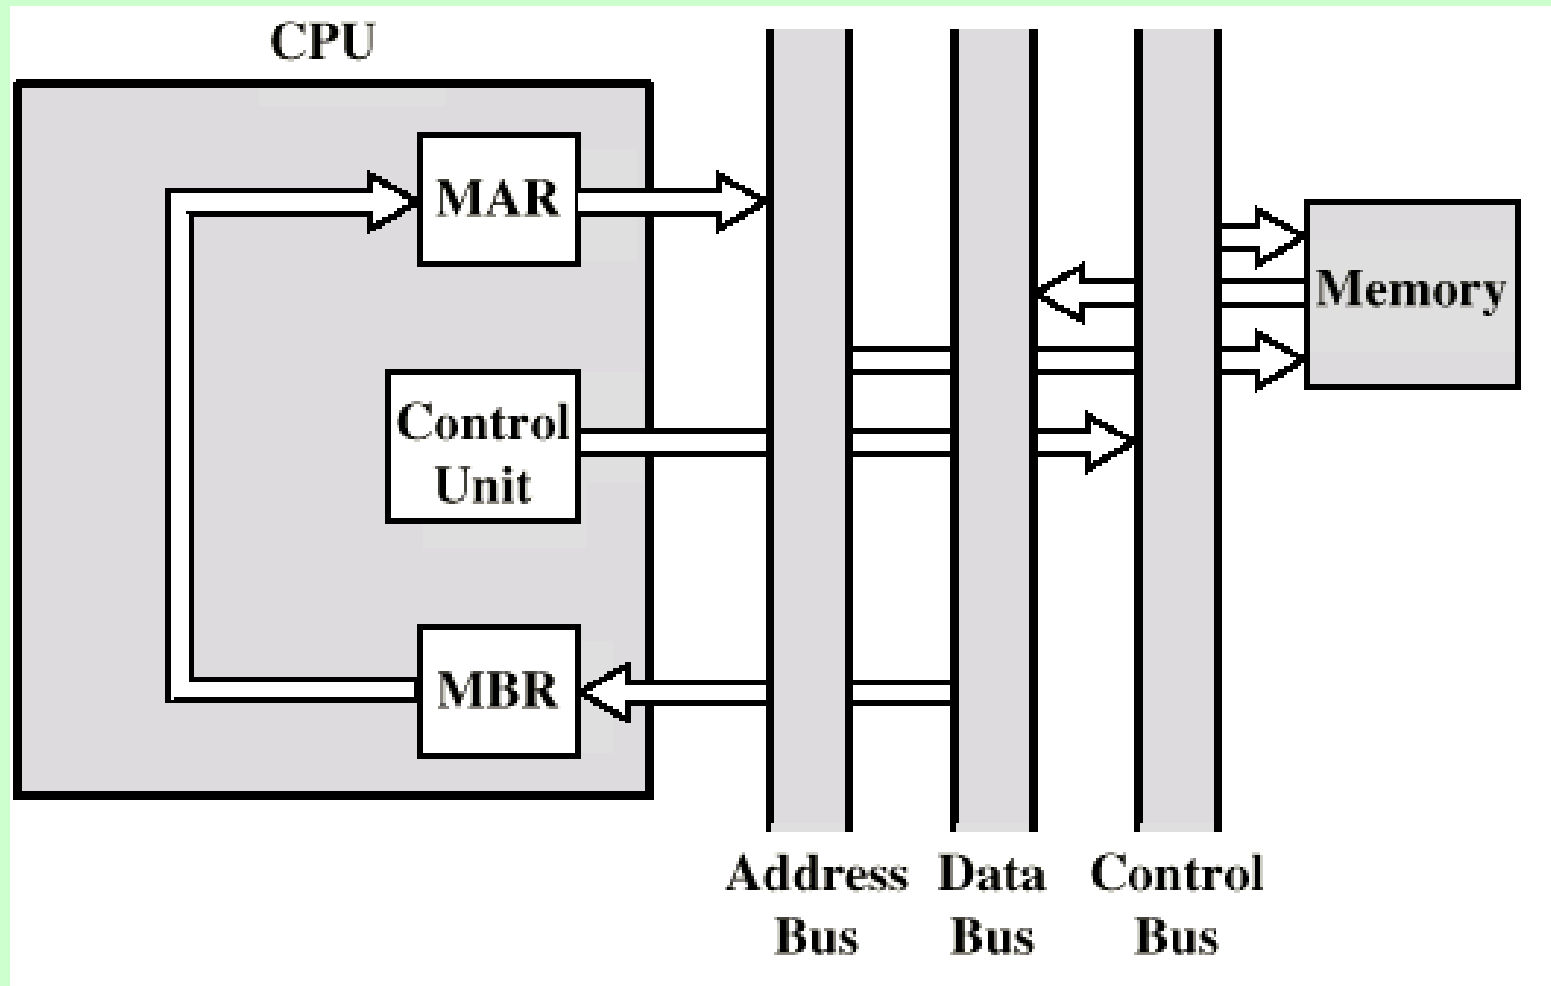 CPU
MAR
Memory
Control
Unit
MBR
Address
Bus
Data
Bus
Control
Bus